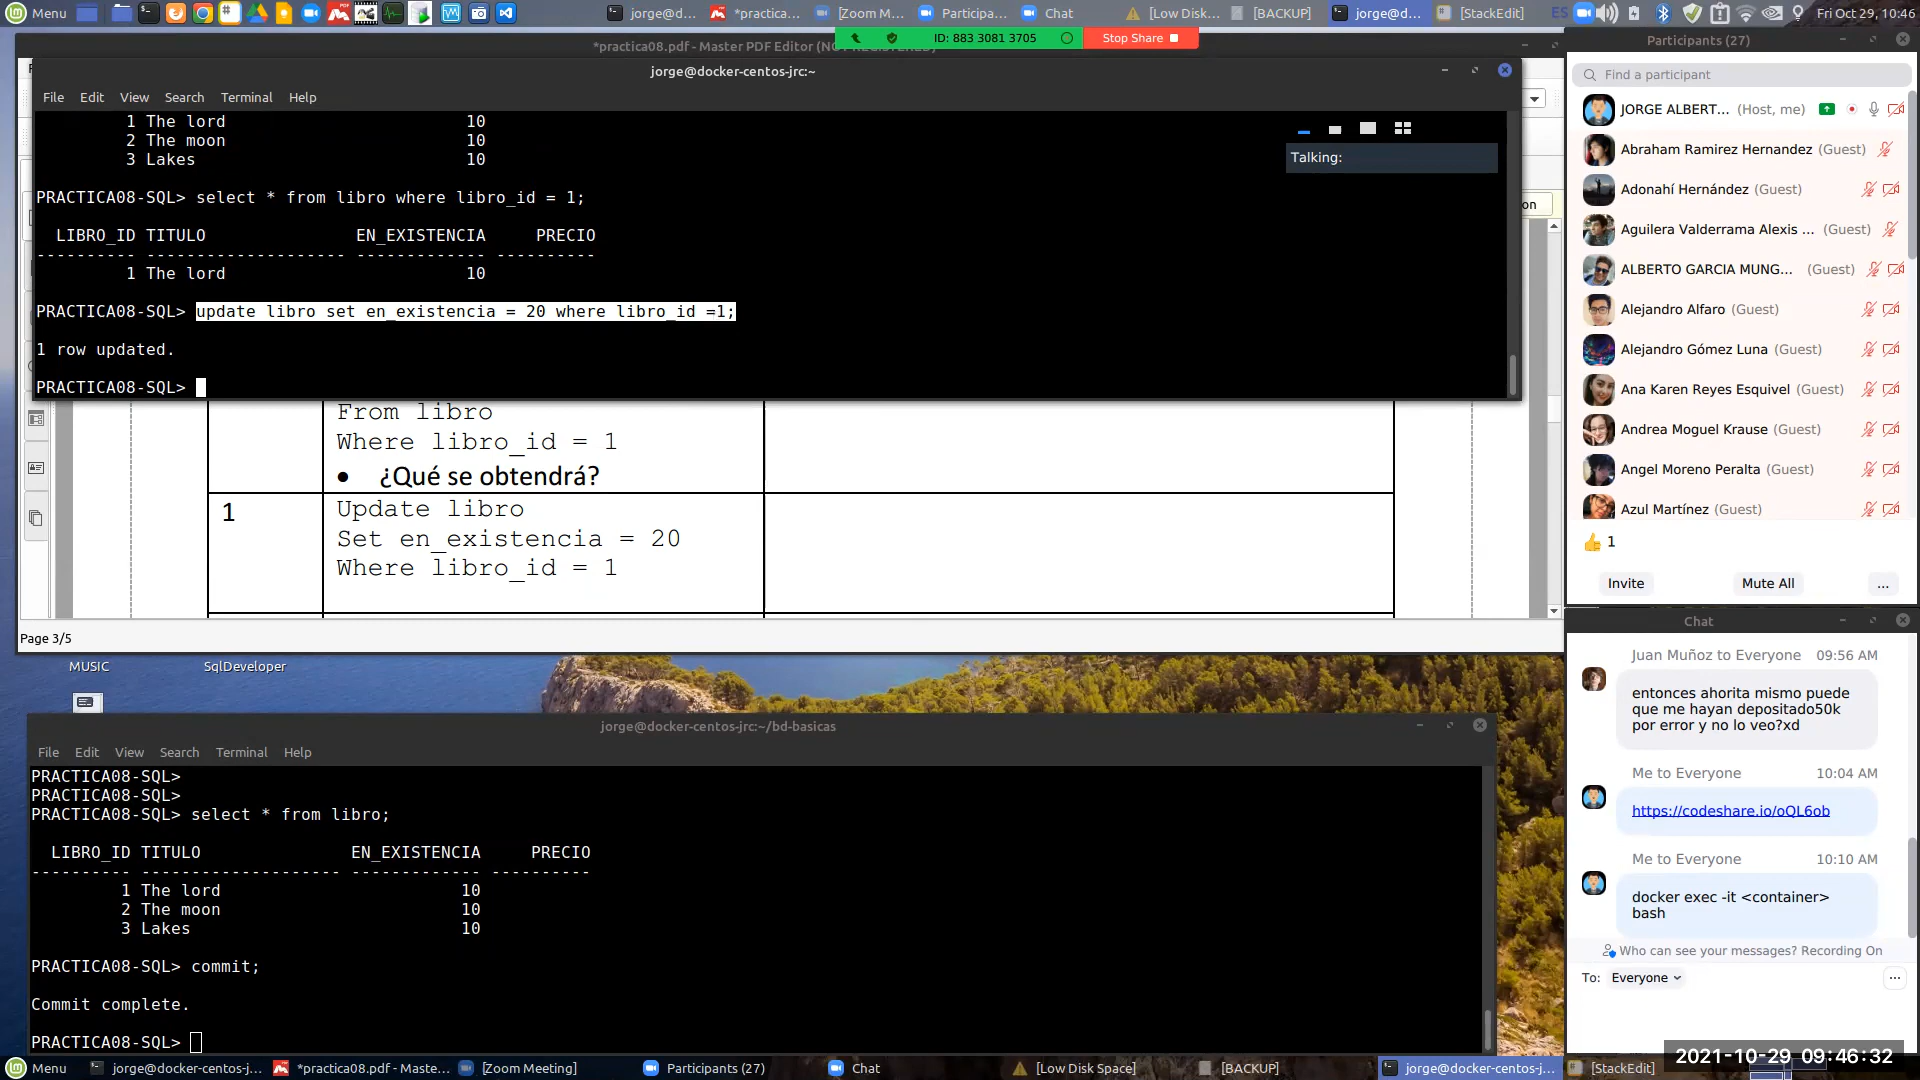 Menu
jorge@d...
*practica...
[Zoom M...
Participa...
Chat
[Low Disk...
[BACKUP]
jorge@d...
[StackEdit]
ES
Fri Oct 29, 10:46
ID: 883 3081 3705
Stop Share
*practica08.pdf - Master PDF Editor
jorge@docker-centos-jrc:~
File Edit View Search Terminal Help
1 The lord 10
2 The moon 10
3 Lakes 10
PRACTICA08-SQL> select * from libro where libro_id = 1;
LIBRO_ID TITULO EN_EXISTENCIA PRECIO
---------- -------------------- ------------- ----------
1 The lord 10
PRACTICA08-SQL> update libro set en_existencia = 20 where libro_id =1;
1 row updated.
PRACTICA08-SQL>
Talking:
on
From libro
Where libro_id = 1
• ¿Qué se obtendrá?
1
Update libro
Set en_existencia = 20
Where libro_id = 1
Page 3/5
MUSIC
SqlDeveloper
jorge@docker-centos-jrc:~/bd-basicas
File Edit View Search Terminal Help
PRACTICA08-SQL>
PRACTICA08-SQL>
PRACTICA08-SQL> select * from libro;
LIBRO_ID TITULO EN_EXISTENCIA PRECIO
---------- -------------------- ------------- ----------
1 The lord 10
2 The moon 10
3 Lakes 10
PRACTICA08-SQL> commit;
Commit complete.
PRACTICA08-SQL>
Participants (27)
Find a participant
JORGE ALBERT... (Host, me)
Abraham Ramirez Hernandez (Guest)
Adonahí Hernández (Guest)
Aguilera Valderrama Alexis ... (Guest)
ALBERTO GARCIA MUNG... (Guest)
Alejandro Alfaro (Guest)
Alejandro Gómez Luna (Guest)
Ana Karen Reyes Esquivel (Guest)
Andrea Moguel Krause (Guest)
Angel Moreno Peralta (Guest)
Azul Martínez (Guest)
👍 1
Invite
Mute All
...
Chat
Juan Muñoz to Everyone 09:56 AM
entonces ahorita mismo puede
que me hayan depositado50k
por error y no lo veo?xd
Me to Everyone 10:04 AM
https://codeshare.io/oQL6ob
Me to Everyone 10:10 AM
docker exec -it <container>
bash
Who can see your messages? Recording On
To: Everyone
...
2021-10-29 09:46:32
Menu
jorge@docker-centos-j...
*practica08.pdf - Maste...
[Zoom Meeting]
Participants (27)
Chat
[Low Disk Space]
[BACKUP]
jorge@docker-centos-j...
[StackEdit]